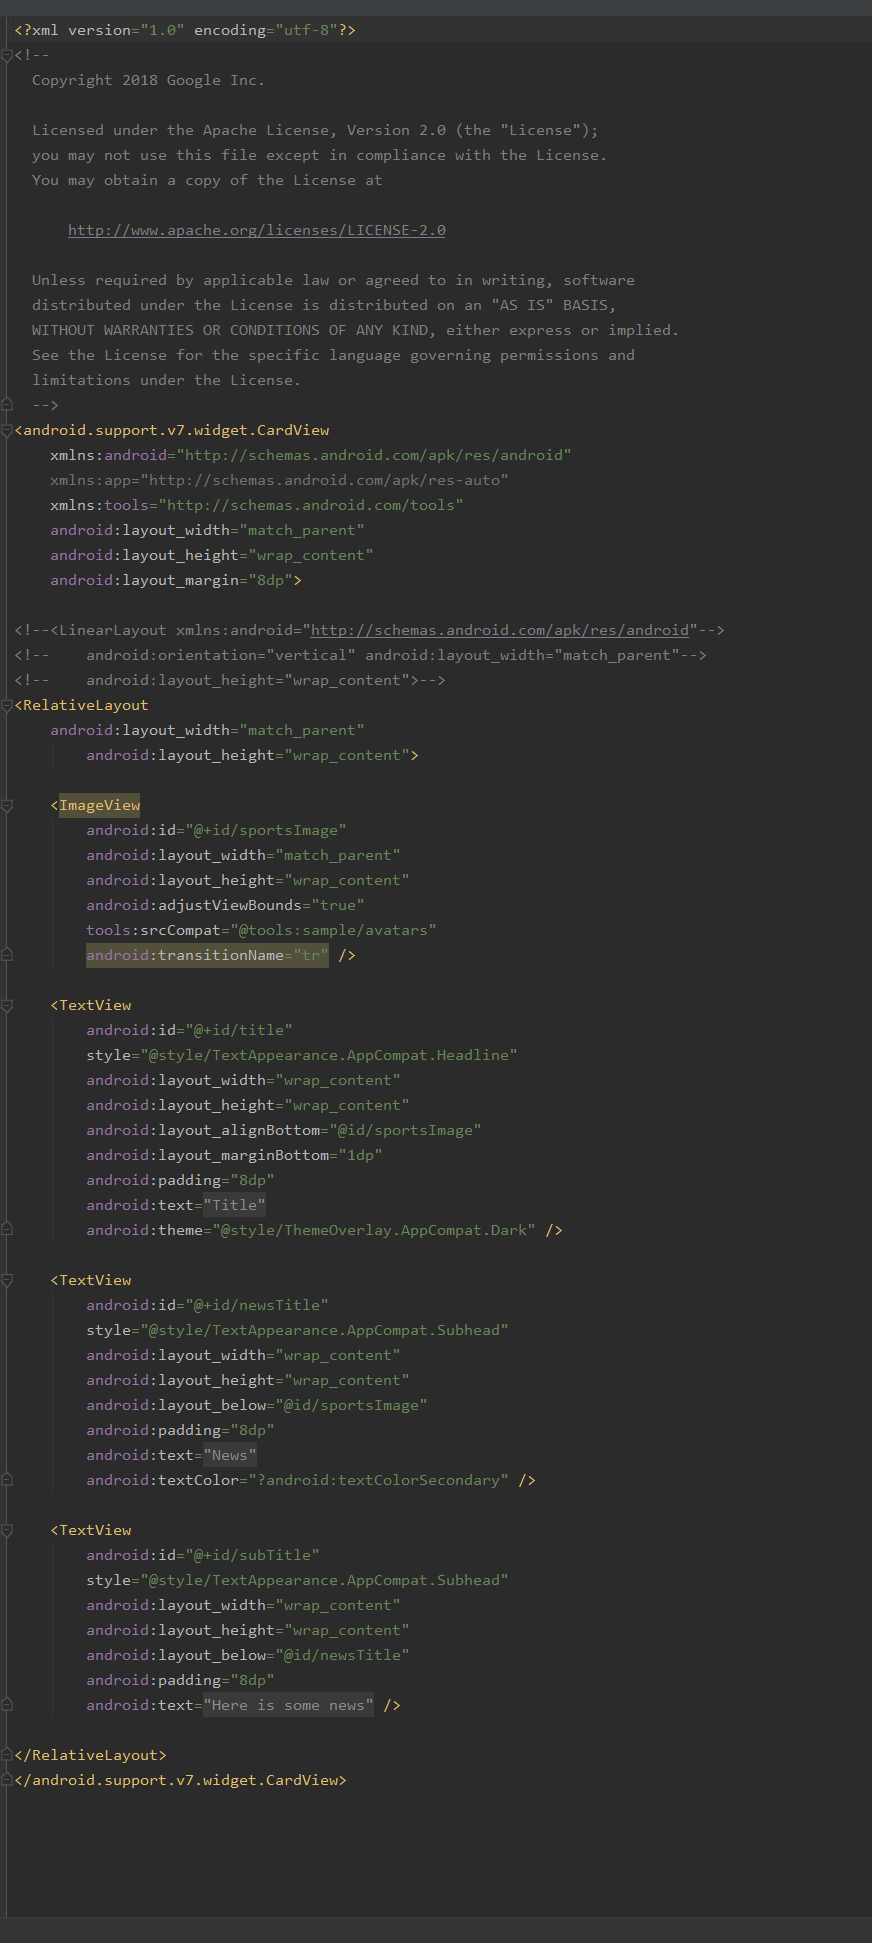 <?xml version="1.0" encoding="utf-8"?>
<!--
Copyright 2018 Google Inc.
Licensed under the Apache License, Version 2.0 (the "License");
you may not use this file except in compliance with the License.
You may obtain a copy of the License at
http://www.apache.org/licenses/LICENSE-2.0
Unless required by applicable law or agreed to in writing, software
distributed under the License is distributed on an "AS IS" BASIS,
WITHOUT WARRANTIES OR CONDITIONS OF ANY KIND, either express or implied.
See the License for the specific language governing permissions and
limitations under the License.
-->
<android.support.v7.widget.CardView
xmlns:android="http://schemas.android.com/apk/res/android"
xmlns:app="http://schemas.android.com/apk/res-auto"
xmlns:tools="http://schemas.android.com/tools"
android:layout_width="match_parent"
android:layout_height="wrap_content"
android:layout_margin="8dp">
<!--<LinearLayout xmlns:android="http://schemas.android.com/apk/res/android"-->
<!--    android:orientation="vertical" android:layout_width="match_parent"-->
<!--    android:layout_height="wrap_content">-->
<RelativeLayout
android:layout_width="match_parent"
android:layout_height="wrap_content">
<ImageView
android:id="@+id/sportsImage"
android:layout_width="match_parent"
android:layout_height="wrap_content"
android:adjustViewBounds="true"
tools:srcCompat="@tools:sample/avatars"
android:transitionName="tr" />
<TextView
android:id="@+id/title"
style="@style/TextAppearance.AppCompat.Headline"
android:layout_width="wrap_content"
android:layout_height="wrap_content"
android:layout_alignBottom="@id/sportsImage"
android:layout_marginBottom="1dp"
android:padding="8dp"
android:text="Title"
android:theme="@style/ThemeOverlay.AppCompat.Dark" />
<TextView
android:id="@+id/newsTitle"
style="@style/TextAppearance.AppCompat.Subhead"
android:layout_width="wrap_content"
android:layout_height="wrap_content"
android:layout_below="@id/sportsImage"
android:padding="8dp"
android:text="News"
android:textColor="?android:textColorSecondary" />
<TextView
android:id="@+id/subTitle"
style="@style/TextAppearance.AppCompat.Subhead"
android:layout_width="wrap_content"
android:layout_height="wrap_content"
android:layout_below="@id/newsTitle"
android:padding="8dp"
android:text="Here is some news" />
</RelativeLayout>
</android.support.v7.widget.CardView>